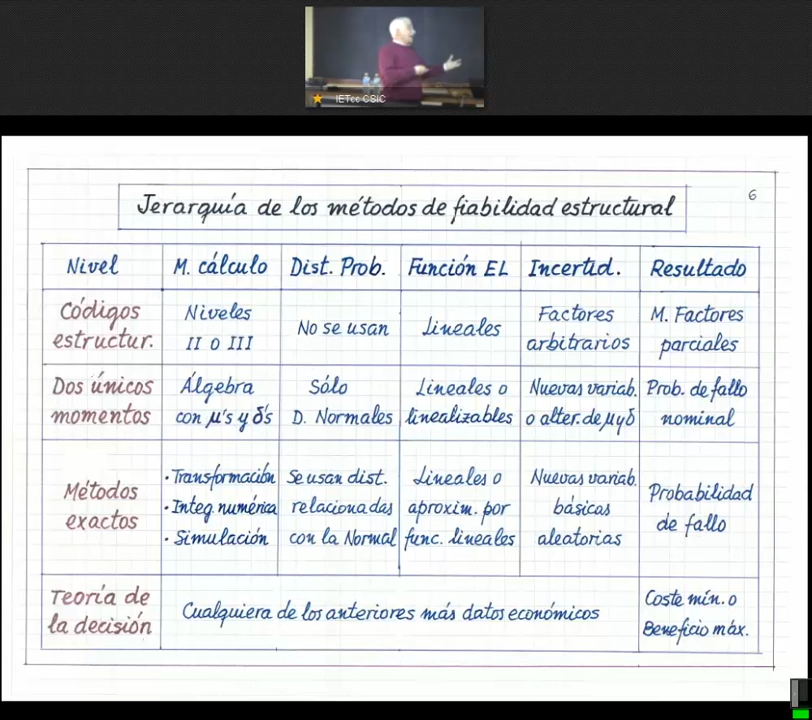 IETcc CSIC
6
Jerarquía de los métodos de fiabilidad estructural
Nivel
M. cálculo
Dist. Prob.
Función EL
Incertid.
Resultado
Códigos
estructur.
Niveles
II o III
No se usan
Lineales
Factores
arbitrarios
M. Factores
parciales
Dos únicos
momentos
Álgebra
con μ's y δ's
Sólo
D. Normales
Lineales o
linealizables
Nuevas variab.
o alter. de μ y δ
Prob. de fallo
nominal
Métodos
exactos
· Transformación
· Integ. numérica
· Simulación
Se usan dist.
relacionadas
con la Normal
Lineales o
aproxim. por
func. lineales
Nuevas variab.
básicas
aleatorias
Probabilidad
de fallo
Teoría de
la decisión
Cualquiera de los anteriores más datos económicos
Coste mín. o
Beneficio máx.